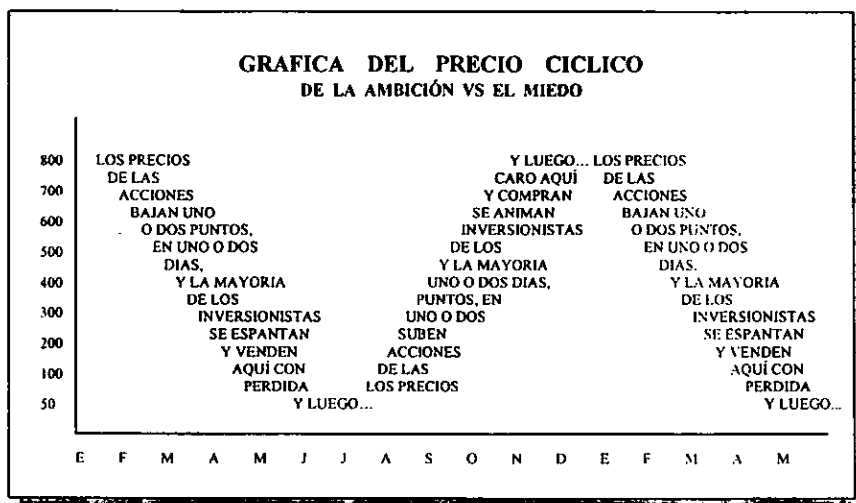 GRAFICA DEL PRECIO CICLICO
DE LA AMBICIÓN VS EL MIEDO
800
700
600
500
400
300
200
100
50
LOS PRECIOS
DE LAS
ACCIONES
BAJAN UNO
O DOS PUNTOS,
EN UNO O DOS
DIAS,
Y LA MAYORIA
DE LOS
INVERSIONISTAS
SE ESPANTAN
Y VENDEN
AQUÍ CON
PERDIDA
Y LUEGO...
LOS PRECIOS
DE LAS
ACCIONES
SUBEN
UNO O DOS
PUNTOS, EN
UNO O DOS DIAS,
Y LA MAYORIA
DE LOS
INVERSIONISTAS
SE ANIMAN
Y COMPRAN
CARO AQUÍ
Y LUEGO...
LOS PRECIOS
DE LAS
ACCIONES
BAJAN UNO
O DOS PUNTOS,
EN UNO O DOS
DIAS.
Y LA MAYORIA
DE LOS
INVERSIONISTAS
SE ESPANTAN
Y VENDEN
AQUÍ CON
PERDIDA
Y LUEGO...
E F M A M J J A S O N D E F M A M